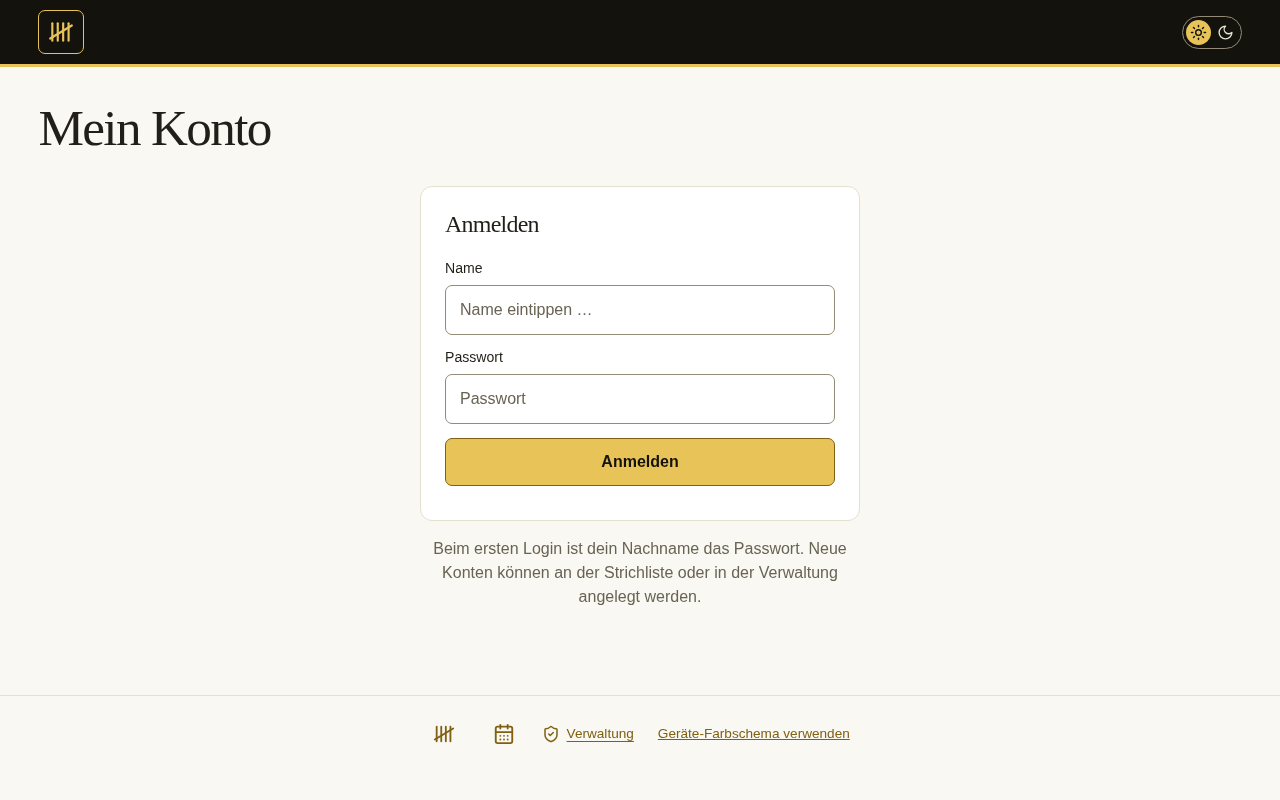 Mein Konto
Anmelden
Name
Name eintippen …
Passwort
Passwort
Anmelden
Beim ersten Login ist dein Nachname das Passwort. Neue
Konten können an der Strichliste oder in der Verwaltung
angelegt werden.
Verwaltung Geräte-Farbschema verwenden